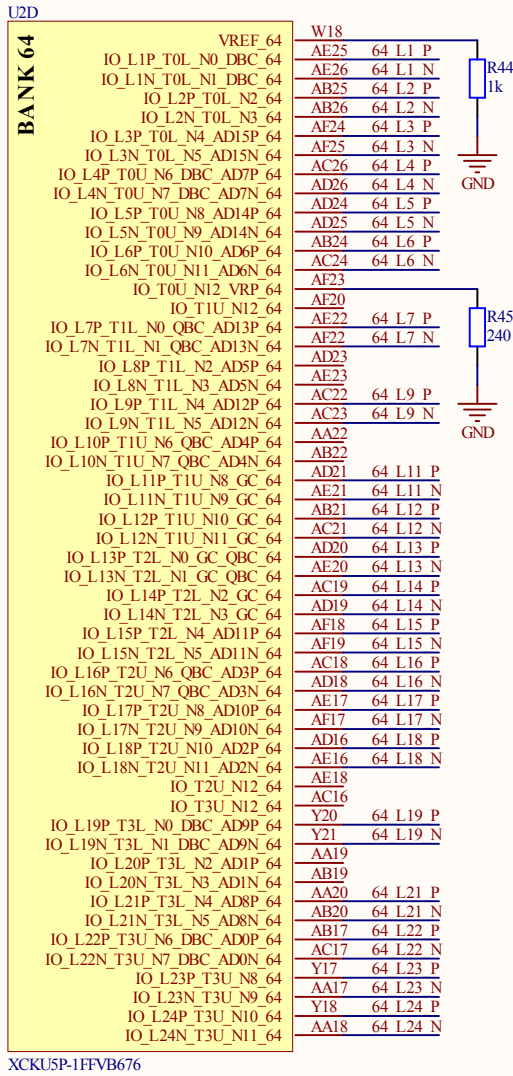 U2D
BANK 64
VREF_64 W18
IO_L1P_T0L_N0_DBC_64 AE25 64_L1_P
IO_L1N_T0L_N1_DBC_64 AE26 64_L1_N
IO_L2P_T0L_N2_64 AB25 64_L2_P
IO_L2N_T0L_N3_64 AB26 64_L2_N
IO_L3P_T0L_N4_AD15P_64 AF24 64_L3_P
IO_L3N_T0L_N5_AD15N_64 AF25 64_L3_N
IO_L4P_T0U_N6_DBC_AD7P_64 AC26 64_L4_P
IO_L4N_T0U_N7_DBC_AD7N_64 AD26 64_L4_N
IO_L5P_T0U_N8_AD14P_64 AD24 64_L5_P
IO_L5N_T0U_N9_AD14N_64 AD25 64_L5_N
IO_L6P_T0U_N10_AD6P_64 AB24 64_L6_P
IO_L6N_T0U_N11_AD6N_64 AC24 64_L6_N
IO_T0U_N12_VRP_64 AF23
IO_T1U_N12_64 AF20
IO_L7P_T1L_N0_QBC_AD13P_64 AE22 64_L7_P
IO_L7N_T1L_N1_QBC_AD13N_64 AF22 64_L7_N
IO_L8P_T1L_N2_AD5P_64 AD23
IO_L8N_T1L_N3_AD5N_64 AE23
IO_L9P_T1L_N4_AD12P_64 AC22 64_L9_P
IO_L9N_T1L_N5_AD12N_64 AC23 64_L9_N
IO_L10P_T1U_N6_QBC_AD4P_64 AA22
IO_L10N_T1U_N7_QBC_AD4N_64 AB22
IO_L11P_T1U_N8_GC_64 AD21 64_L11_P
IO_L11N_T1U_N9_GC_64 AE21 64_L11_N
IO_L12P_T1U_N10_GC_64 AB21 64_L12_P
IO_L12N_T1U_N11_GC_64 AC21 64_L12_N
IO_L13P_T2L_N0_GC_QBC_64 AD20 64_L13_P
IO_L13N_T2L_N1_GC_QBC_64 AE20 64_L13_N
IO_L14P_T2L_N2_GC_64 AC19 64_L14_P
IO_L14N_T2L_N3_GC_64 AD19 64_L14_N
IO_L15P_T2L_N4_AD11P_64 AF18 64_L15_P
IO_L15N_T2L_N5_AD11N_64 AF19 64_L15_N
IO_L16P_T2U_N6_QBC_AD3P_64 AC18 64_L16_P
IO_L16N_T2U_N7_QBC_AD3N_64 AD18 64_L16_N
IO_L17P_T2U_N8_AD10P_64 AE17 64_L17_P
IO_L17N_T2U_N9_AD10N_64 AF17 64_L17_N
IO_L18P_T2U_N10_AD2P_64 AD16 64_L18_P
IO_L18N_T2U_N11_AD2N_64 AE16 64_L18_N
IO_T2U_N12_64 AE18
IO_T3U_N12_64 AC16
IO_L19P_T3L_N0_DBC_AD9P_64 Y20 64_L19_P
IO_L19N_T3L_N1_DBC_AD9N_64 Y21 64_L19_N
IO_L20P_T3L_N2_AD1P_64 AA19
IO_L20N_T3L_N3_AD1N_64 AB19
IO_L21P_T3L_N4_AD8P_64 AA20 64_L21_P
IO_L21N_T3L_N5_AD8N_64 AB20 64_L21_N
IO_L22P_T3U_N6_DBC_AD0P_64 AB17 64_L22_P
IO_L22N_T3U_N7_DBC_AD0N_64 AC17 64_L22_N
IO_L23P_T3U_N8_64 Y17 64_L23_P
IO_L23N_T3U_N9_64 AA17 64_L23_N
IO_L24P_T3U_N10_64 Y18 64_L24_P
IO_L24N_T3U_N11_64 AA18 64_L24_N
XCKU5P-1FFVB676
R44
1k
GND
R45
240
GND